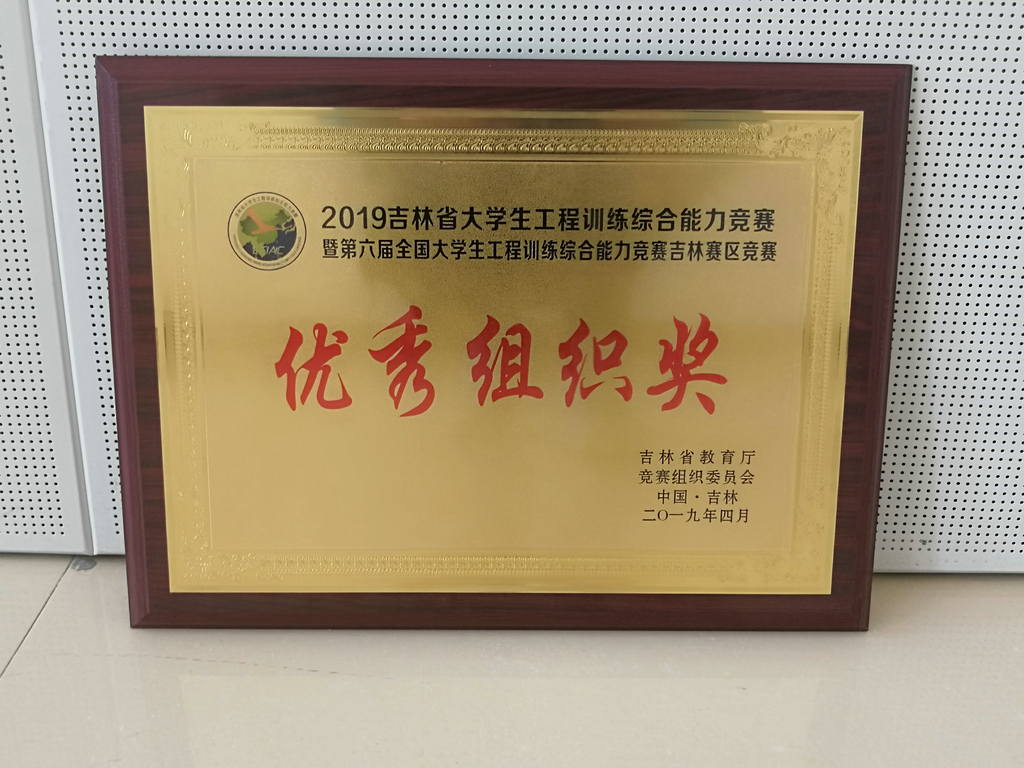 2019吉林省大学生工程训练综合能力竞赛
暨第六届全国大学生工程训练综合能力竞赛吉林赛区竞赛
优秀组织奖
吉林省教育厅
竞赛组织委员会
中国·吉林
二〇一九年四月